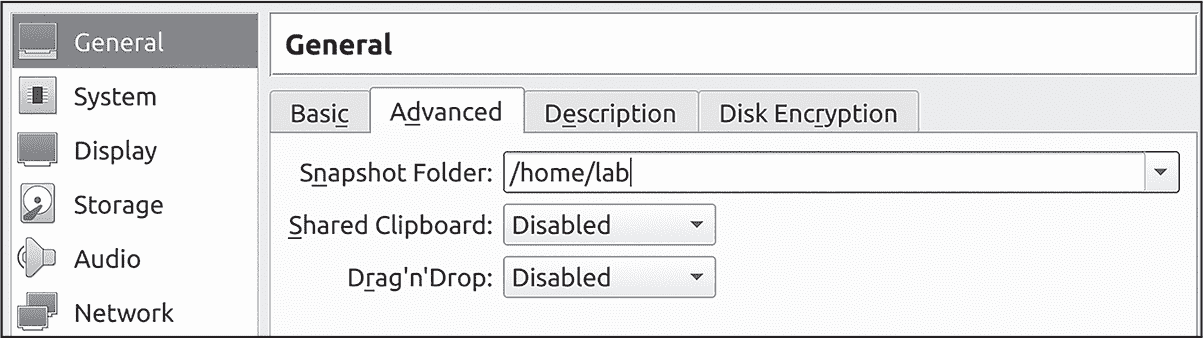 General
System
Display
Storage
Audio
Network
General
Basic Advanced Description Disk Encryption
Snapshot Folder: /home/lab
Shared Clipboard: Disabled
Drag'n'Drop: Disabled